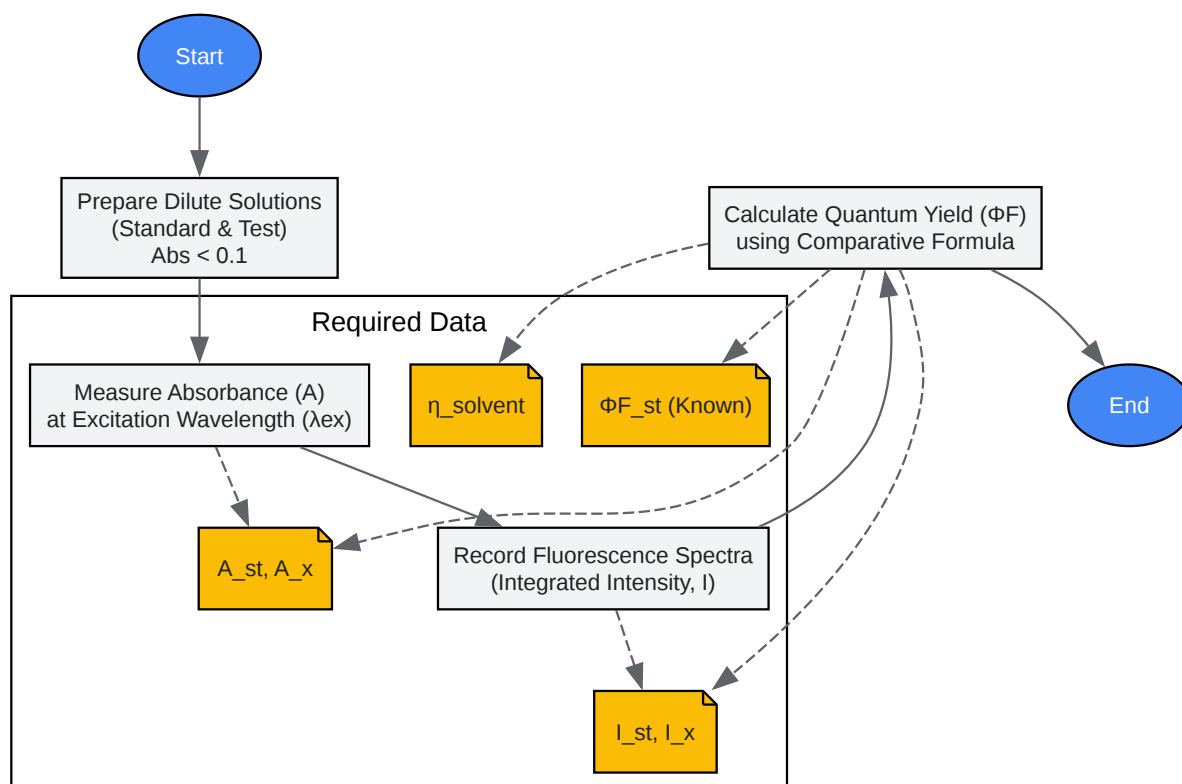 Start
Prepare Dilute Solutions
(Standard & Test)
Abs < 0.1
Calculate Quantum Yield (ΦF)
using Comparative Formula
Required Data
Measure Absorbance (A)
at Excitation Wavelength (λex)
η_solvent
ΦF_st (Known)
End
A_st, A_x
Record Fluorescence Spectra
(Integrated Intensity, I)
I_st, I_x